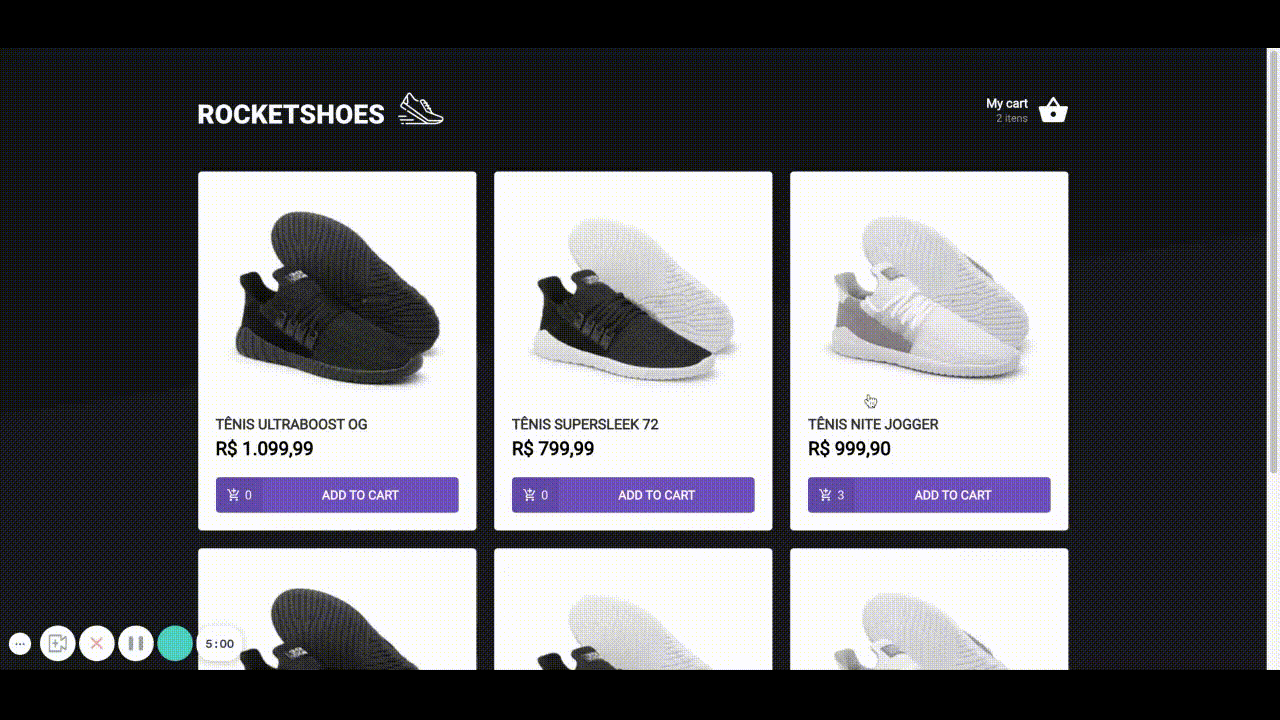 ROCKETSHOES
My cart
2 itens
TÊNIS ULTRABOOST OG
R$ 1.099,99
0 ADD TO CART
TÊNIS SUPERSLEEK 72
R$ 799,99
0 ADD TO CART
TÊNIS NITE JOGGER
R$ 999,90
3 ADD TO CART
5:00